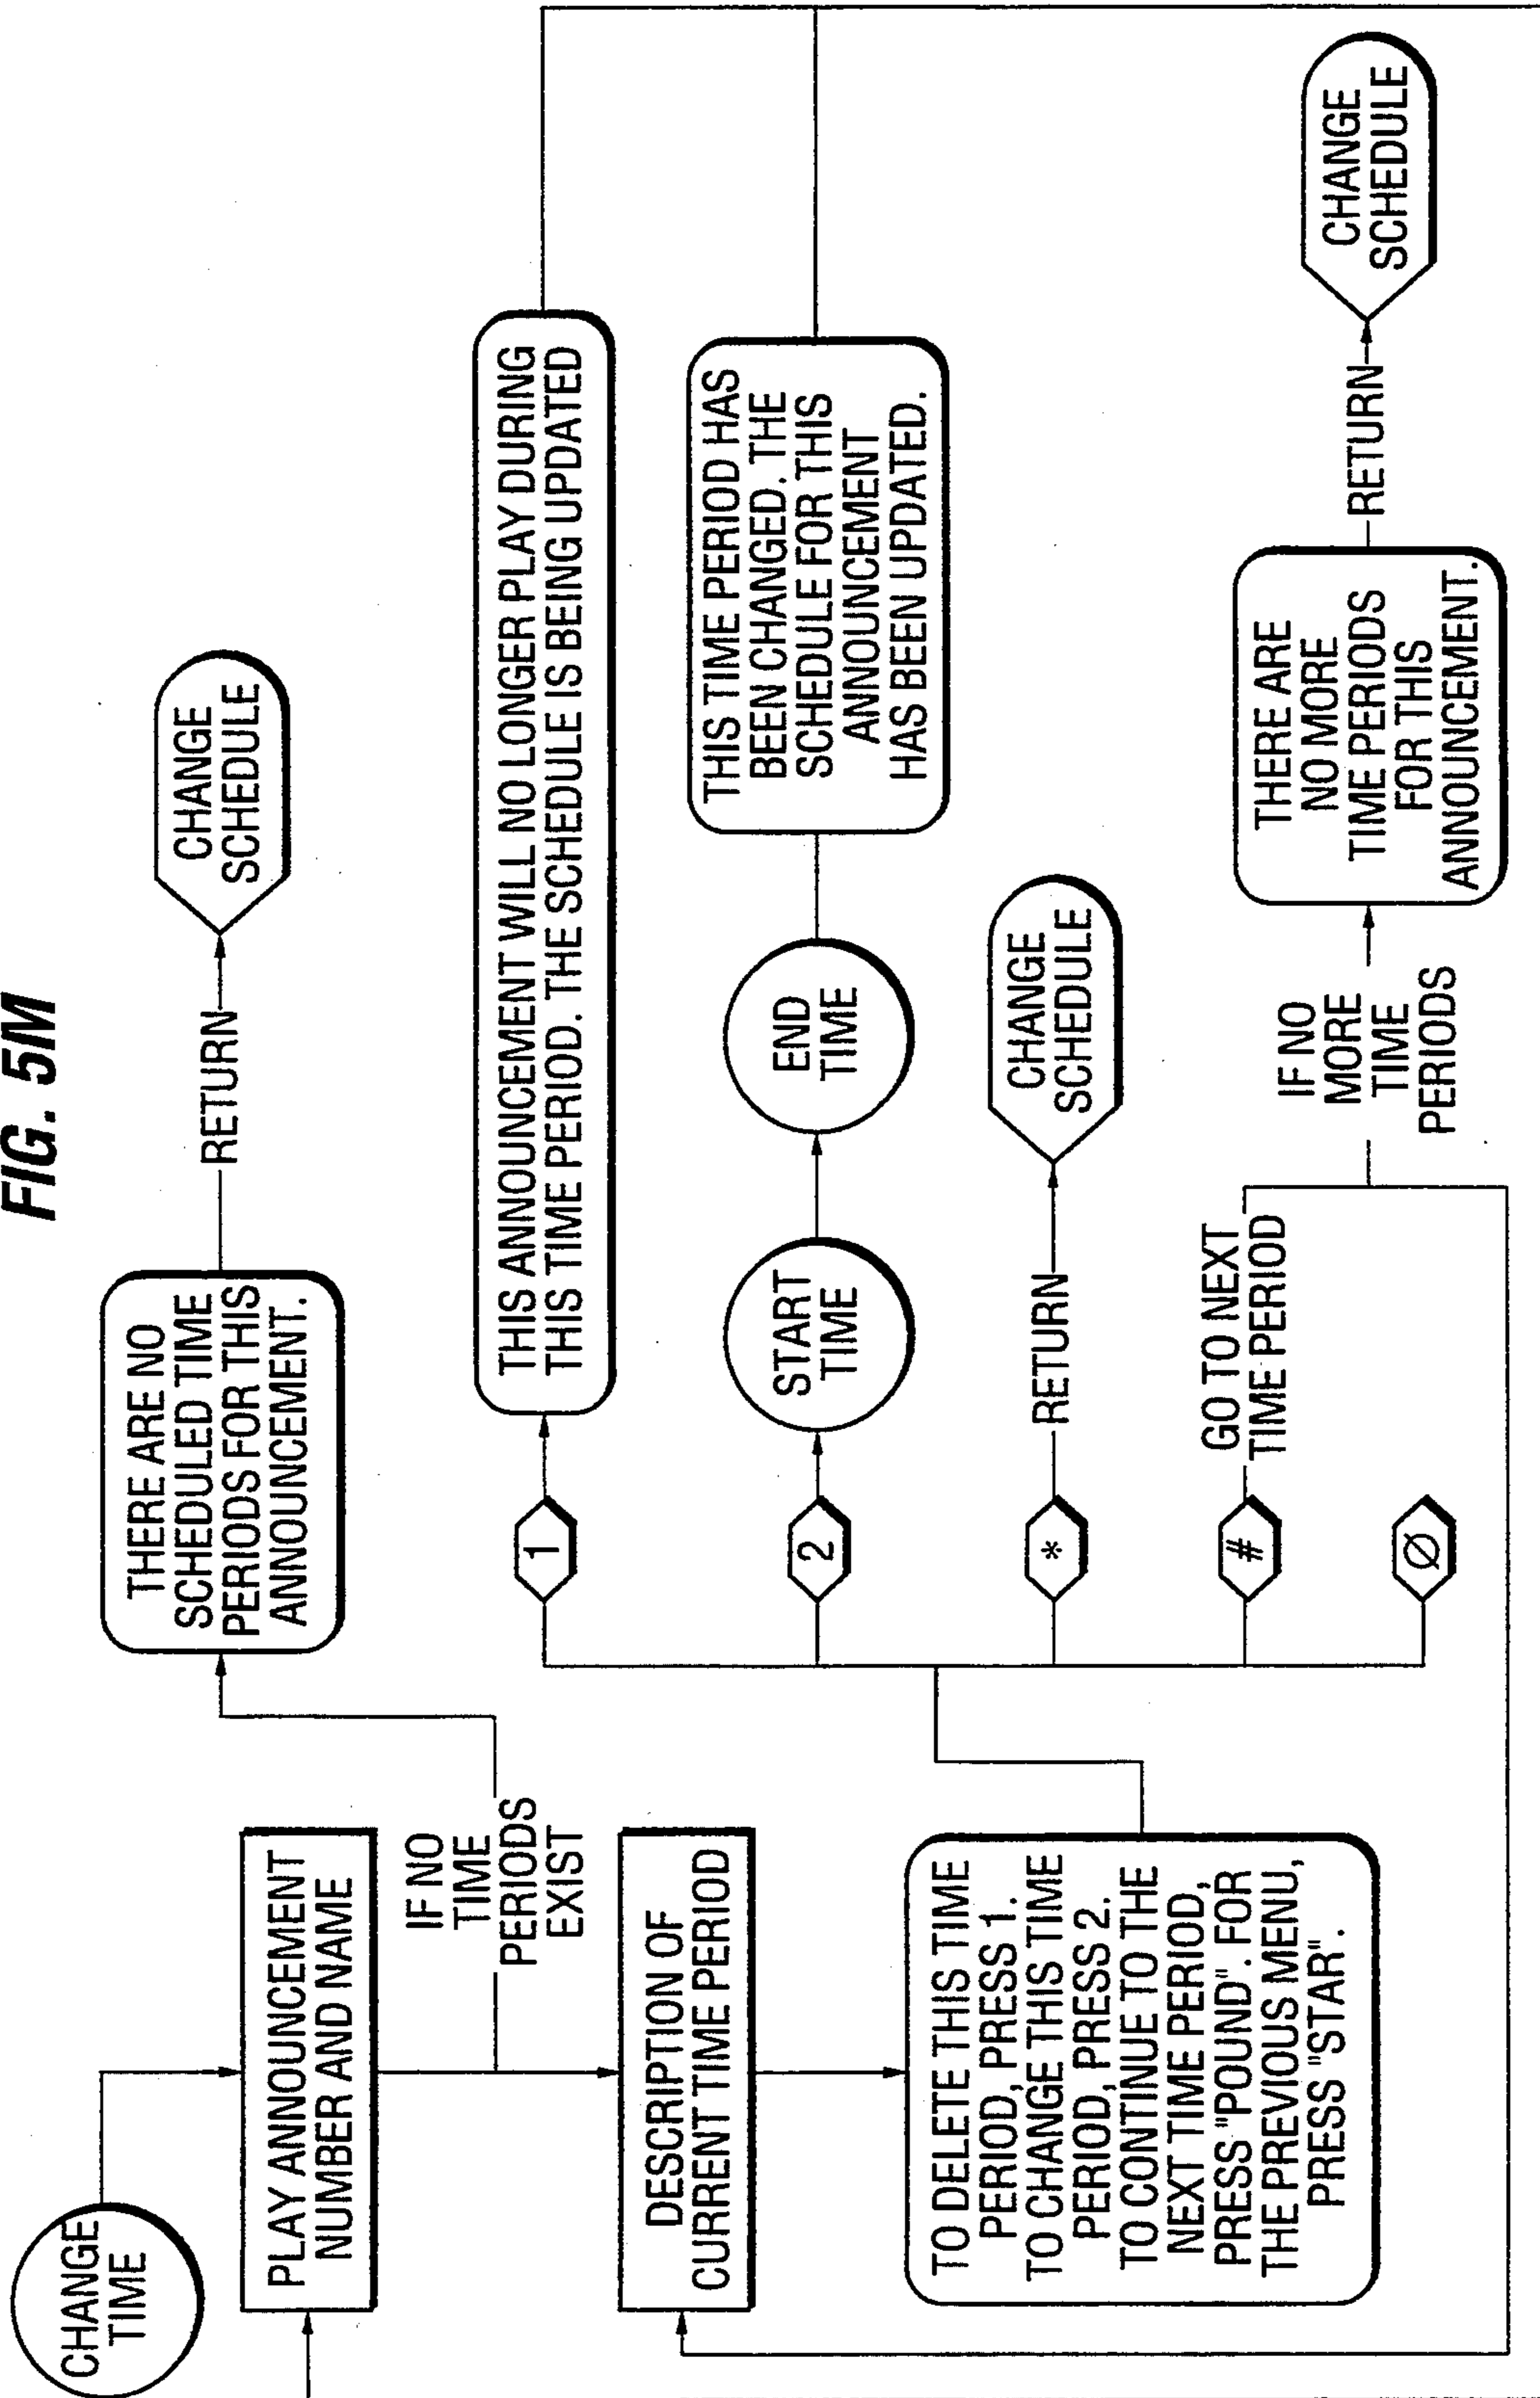 FIG. 5M
CHANGE
TIME
PLAY ANNOUNCEMENT
NUMBER AND NAME
IF NO
TIME
PERIODS
EXIST
THERE ARE NO
SCHEDULED TIME
PERIODS FOR THIS
ANNOUNCEMENT.
RETURN
CHANGE
SCHEDULE
DESCRIPTION OF
CURRENT TIME PERIOD
TO DELETE THIS TIME
PERIOD, PRESS 1.
TO CHANGE THIS TIME
PERIOD, PRESS 2.
TO CONTINUE TO THE
NEXT TIME PERIOD,
PRESS "POUND". FOR
THE PREVIOUS MENU,
PRESS "STAR".
1
THIS ANNOUNCEMENT WILL NO LONGER PLAY DURING
THIS TIME PERIOD. THE SCHEDULE IS BEING UPDATED
2
START
TIME
END
TIME
THIS TIME PERIOD HAS
BEEN CHANGED. THE
SCHEDULE FOR THIS
ANNOUNCEMENT
HAS BEEN UPDATED.
*
RETURN
CHANGE
SCHEDULE
#
GO TO NEXT
TIME PERIOD
IF NO
MORE
TIME
PERIODS
THERE ARE
NO MORE
TIME PERIODS
FOR THIS
ANNOUNCEMENT.
RETURN
CHANGE
SCHEDULE
Ø